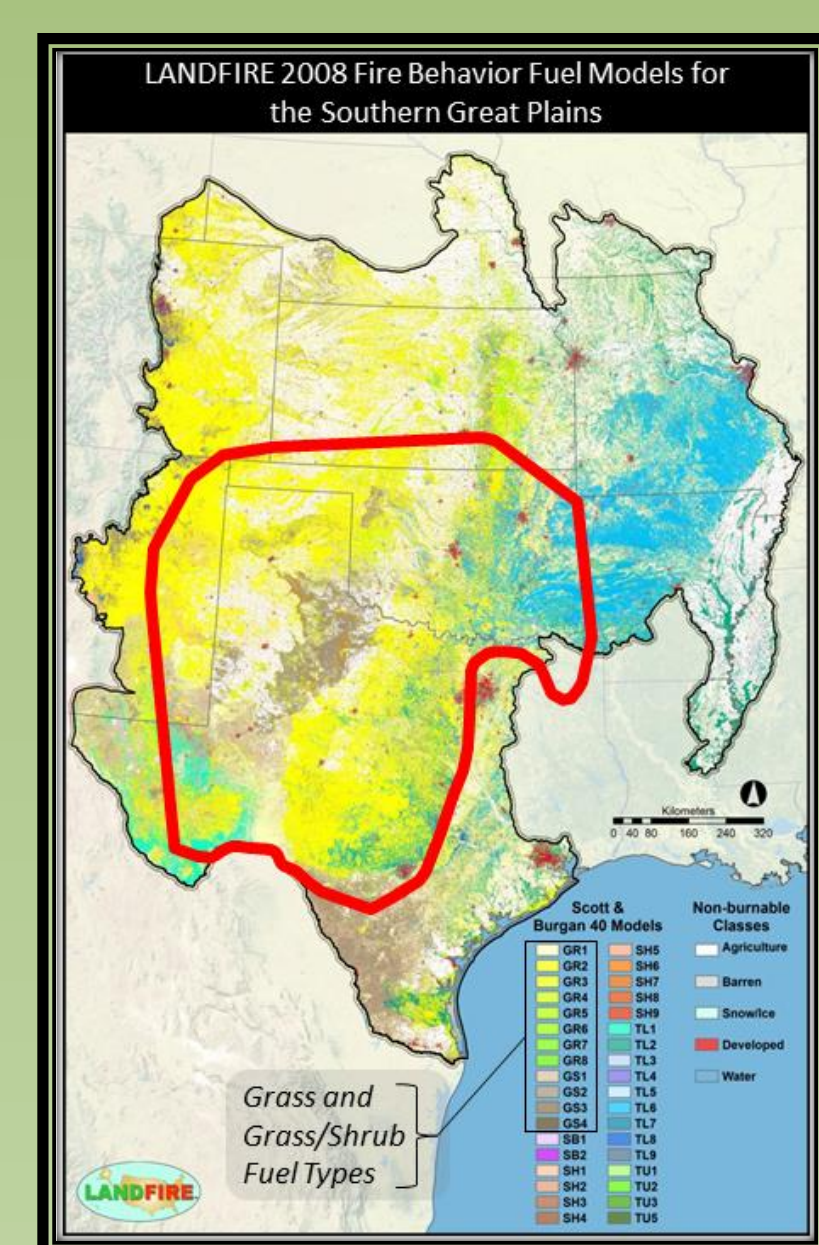 LANDFIRE 2008 Fire Behavior Fuel Models for
the Southern Great Plains
Kilometers
0 40 80 160 240 320
Scott &
Burgan 40 Models
GR1
GR2
GR3
GR4
GR5
GR6
GR7
GR8
GS1
GS2
GS3
GS4
SB1
SB2
SH1
SH2
SH3
SH4
SH5
SH6
SH7
SH8
SH9
TL1
TL2
TL3
TL4
TL5
TL6
TL7
TL8
TL9
TU1
TU2
TU3
TU5
Non-burnable
Classes
Agriculture
Barren
Snow/Ice
Developed
Water
Grass and
Grass/Shrub
Fuel Types
LANDFIRE